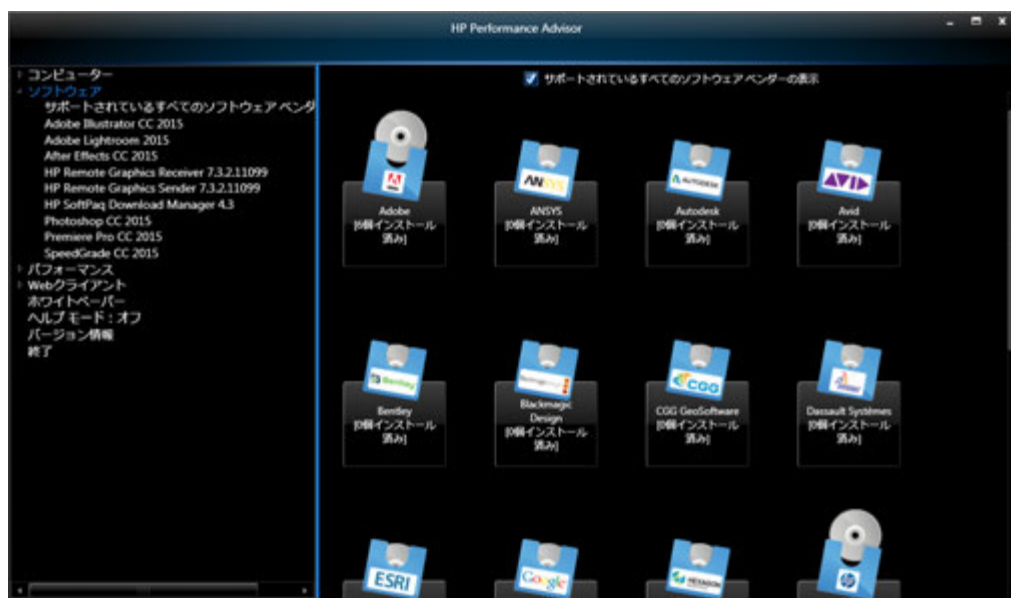 HP Performance Advisor
コンピューター
ソフトウェア
サポートされているすべてのソフトウェア ベンダ
Adobe Illustrator CC 2015
Adobe Lightroom 2015
After Effects CC 2015
HP Remote Graphics Receiver 7.3.2.11099
HP Remote Graphics Sender 7.3.2.11099
HP SoftPaq Download Manager 4.3
Photoshop CC 2015
Premiere Pro CC 2015
SpeedGrade CC 2015
パフォーマンス
Webクライアント
ホワイトペーパー
ヘルプ モード : オフ
バージョン情報
終了
サポートされているすべてのソフトウェア ベンダーの表示
Adobe
[6個インストール
済み]
ANSYS
ANSYS
[0個インストール
済み]
AUTODESK
Autodesk
[0個インストール
済み]
AVID
Avid
[0個インストール
済み]
Bentley
Bentley
[0個インストール
済み]
Blackmagic
Design
[0個インストール
済み]
CGG
CGG GeoSoftware
[0個インストール
済み]
Dassault Systèmes
[0個インストール
済み]
ESRI
Google
HEXAGON
hp